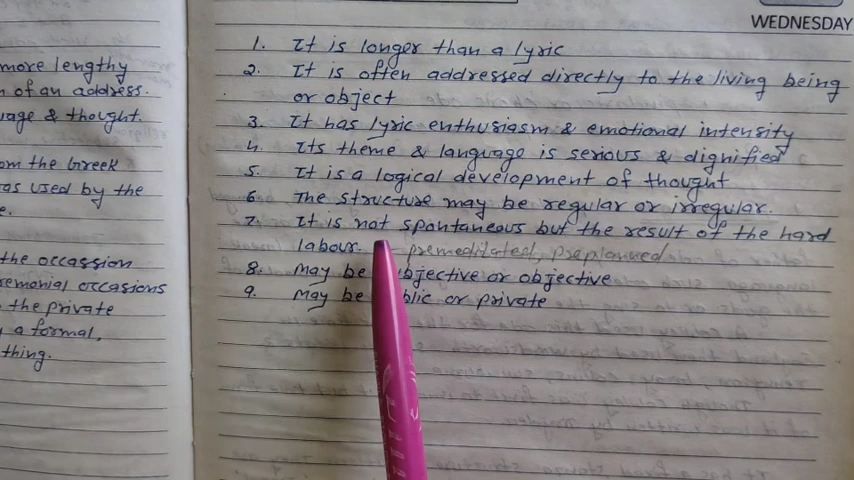 WEDNESDAY
more lengthy
of an address.
uage & thought.
om the Greek
as used by the
e.
the occassion
remonial occasions
the private
a formal,
thing.
1. It is longer than a lyric
2. It is often addressed directly to the living being
or object
3. It has lyric enthusiasm & emotional intensity
4. Its theme & language is serious & dignified
5. It is a logical development of thought
6. The structure may be regular or irregular.
7. It is not spontaneous but the result of the hard
labour. premeditated, preplanned
8. May be ubjective or objective
9. May be blic or private